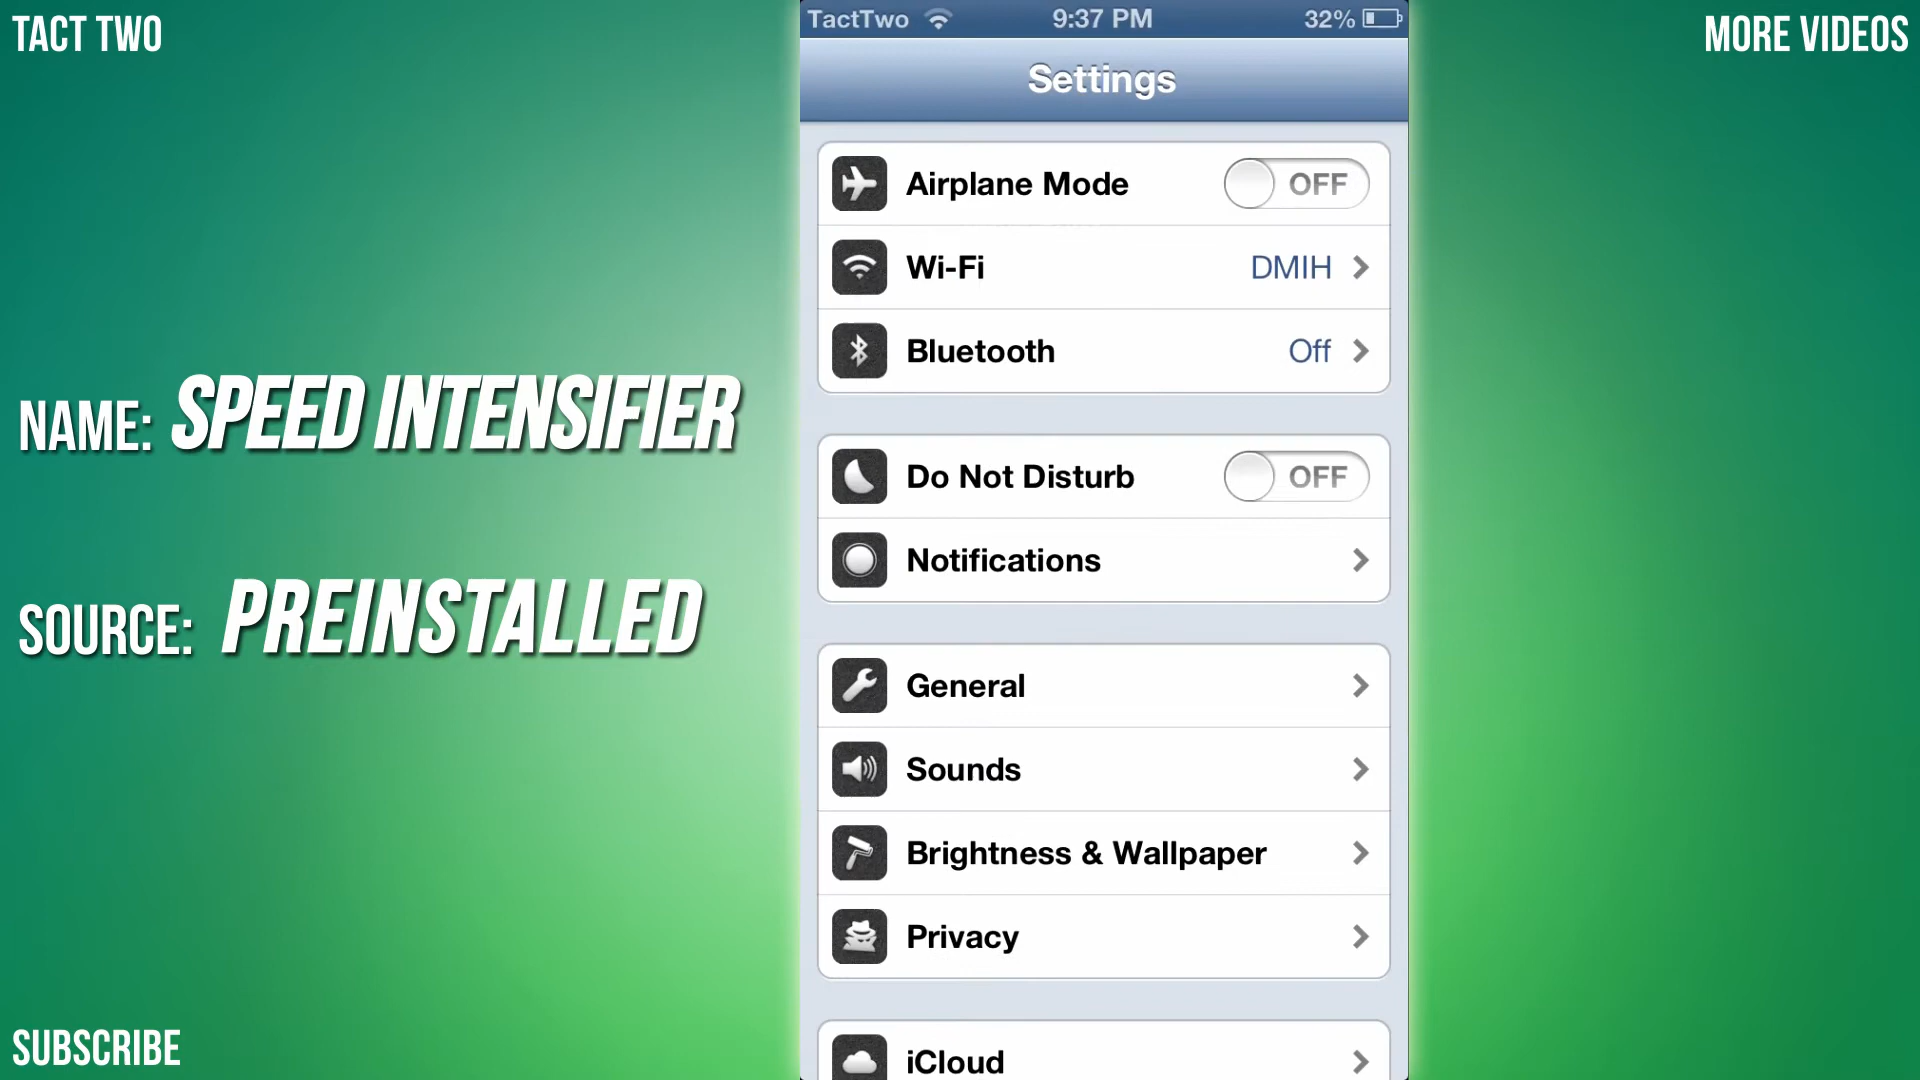 TACT TWO
MORE VIDEOS
TactTwo 9:37 PM 32%
Settings
Airplane Mode OFF
Wi-Fi DMIH
Bluetooth Off
NAME: SPEED INTENSIFIER
Do Not Disturb OFF
Notifications
SOURCE: PREINSTALLED
General
Sounds
Brightness & Wallpaper
Privacy
iCloud
SUBSCRIBE